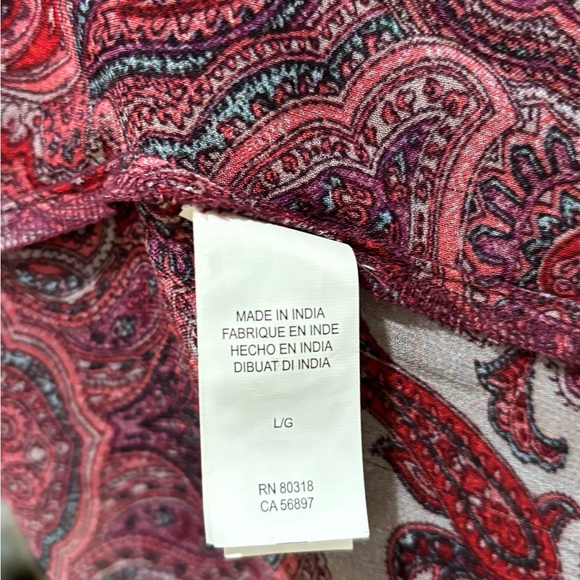 MADE IN INDIA
FABRIQUE EN INDE
HECHO EN INDIA
DIBUAT DI INDIA
L/G
RN 80318
CA 56897